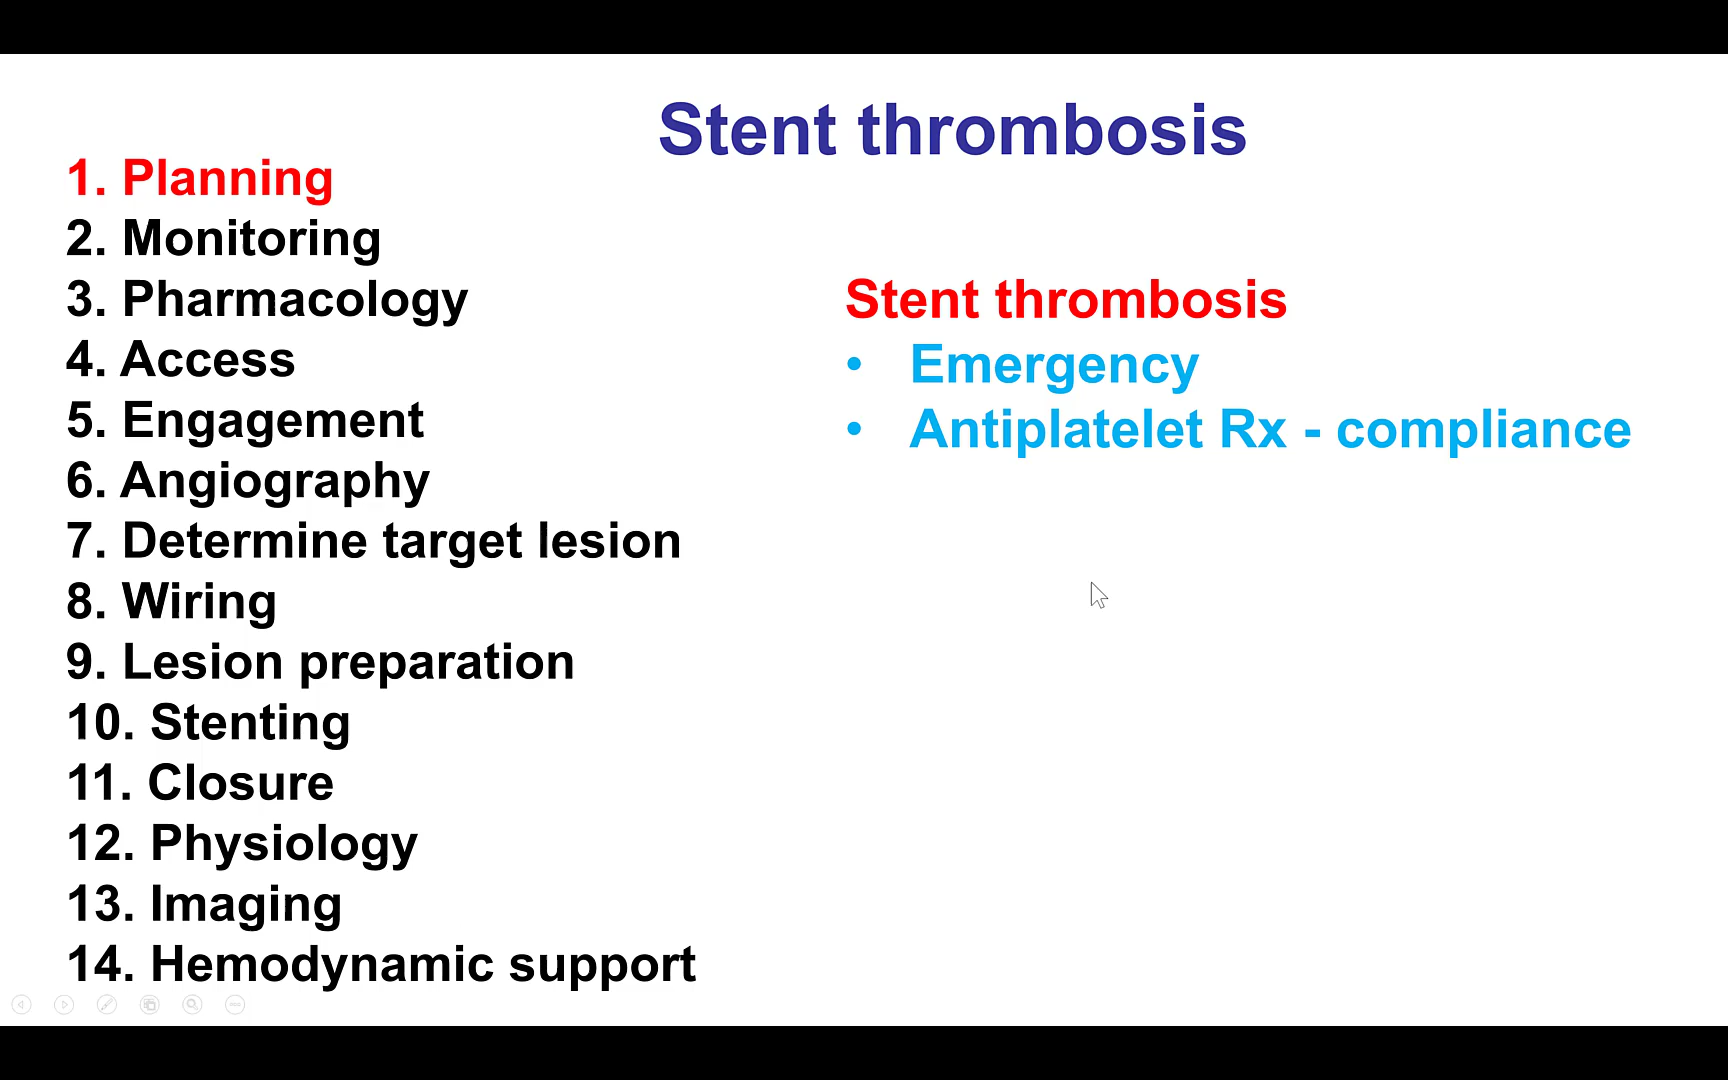 Stent thrombosis
1. Planning
2. Monitoring
3. Pharmacology
4. Access
5. Engagement
6. Angiography
7. Determine target lesion
8. Wiring
9. Lesion preparation
10. Stenting
11. Closure
12. Physiology
13. Imaging
14. Hemodynamic support
Stent thrombosis
• Emergency
• Antiplatelet Rx - compliance